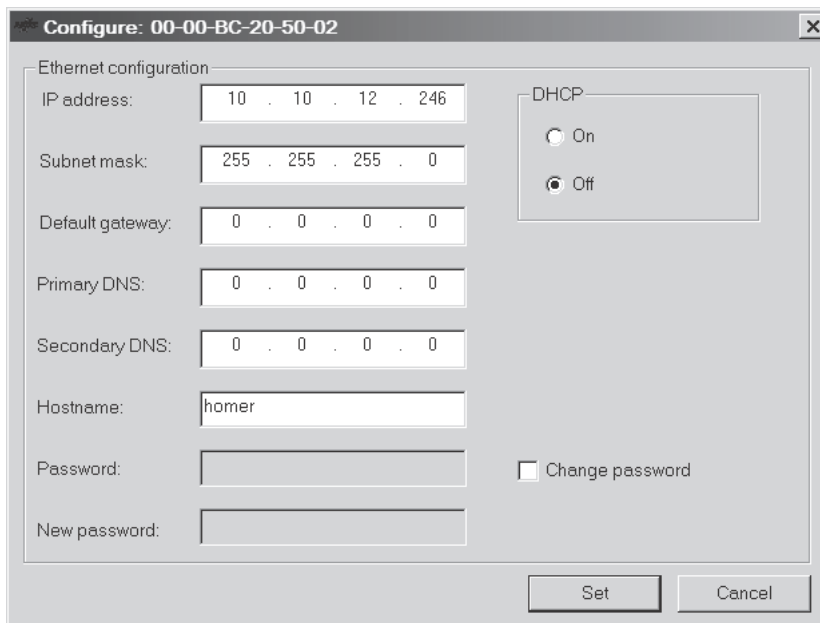 Configure: 00-00-BC-20-50-02
Ethernet configuration
IP address: 10 . 10 . 12 . 246
DHCP
On
Subnet mask: 255 . 255 . 255 . 0
Off
Default gateway: 0 . 0 . 0 . 0
Primary DNS: 0 . 0 . 0 . 0
Secondary DNS: 0 . 0 . 0 . 0
Hostname: homer
Password:
Change password
New password:
Set Cancel